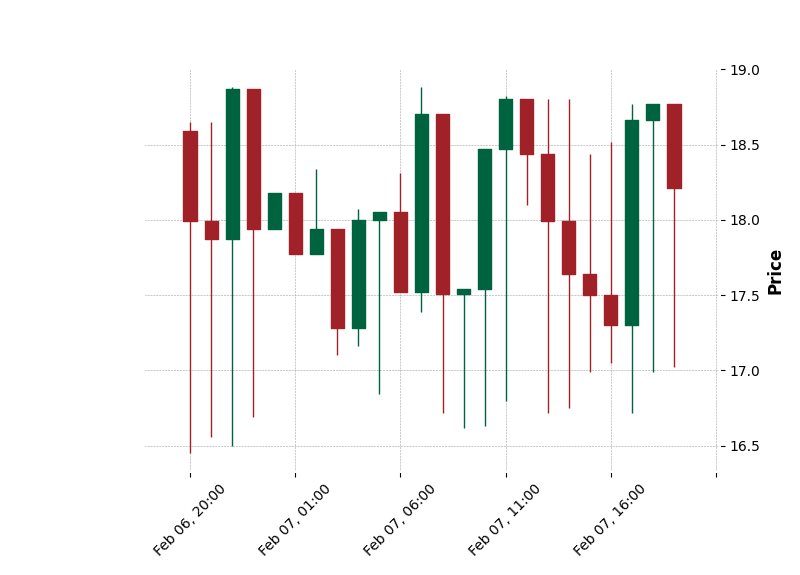 19.0
18.5
18.0
17.5
17.0
16.5
Price
Feb 06, 20:00
Feb 07, 01:00
Feb 07, 06:00
Feb 07, 11:00
Feb 07, 16:00